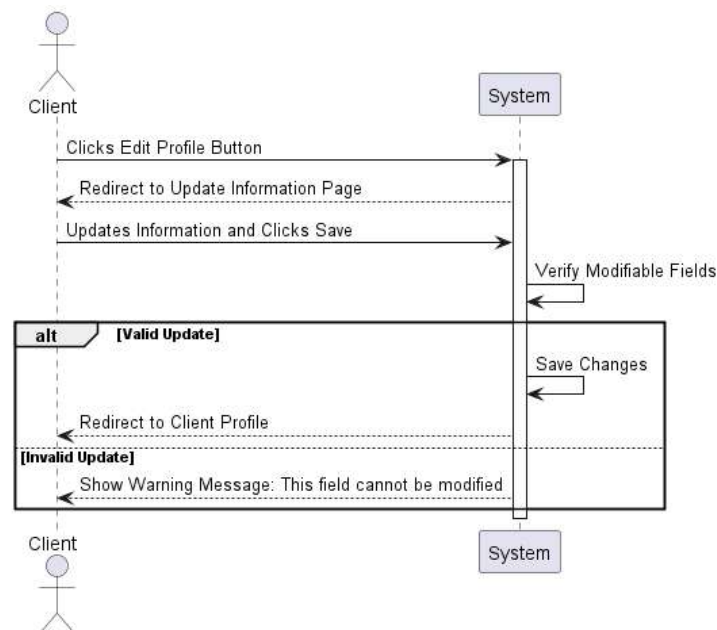 Client
System
Clicks Edit Profile Button
Redirect to Update Information Page
Updates Information and Clicks Save
Verify Modifiable Fields
alt [Valid Update]
Save Changes
Redirect to Client Profile
[Invalid Update]
Show Warning Message: This field cannot be modified
Client
System